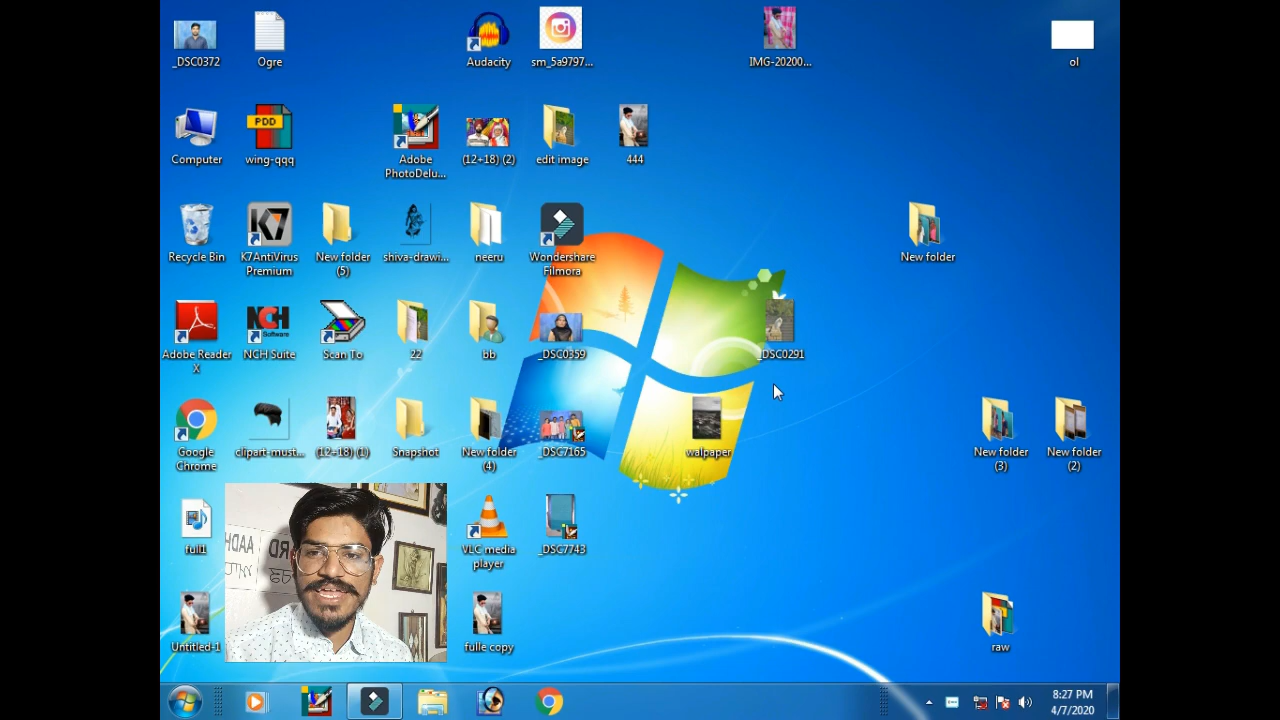 _DSC0372
Ogre
Audacity
sm_5a9797...
IMG-20200...
ol
PDD
Computer
wing-qqq
Adobe
PhotoDelu...
(12+18) (2)
edit image
444
K7
Recycle Bin
K7AntiVirus
Premium
New folder
(5)
shiva-drawi...
neeru
Wondershare
Filmora
New folder
NCH
Software
Adobe Reader
X
NCH Suite
Scan To
22
bb
_DSC0359
_DSC0291
Google
Chrome
clipart-must...
(12+18) (1)
Snapshot
New folder
(4)
_DSC7165
walpaper
New folder
(3)
New folder
(2)
full1
VLC media
player
_DSC7743
Untitled-1
fulle copy
raw
8:27 PM
4/7/2020